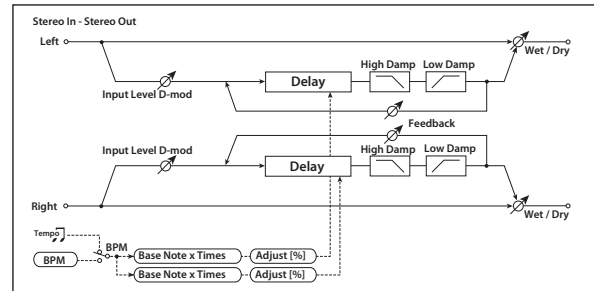 Stereo In - Stereo Out
Left
Wet / Dry
High Damp Low Damp
Delay
Input Level D-mod
Feedback
Input Level D-mod
High Damp Low Damp
Delay
Right
Wet / Dry
Tempo
BPM
BPM
Base Note x Times Adjust [%]
Base Note x Times Adjust [%]